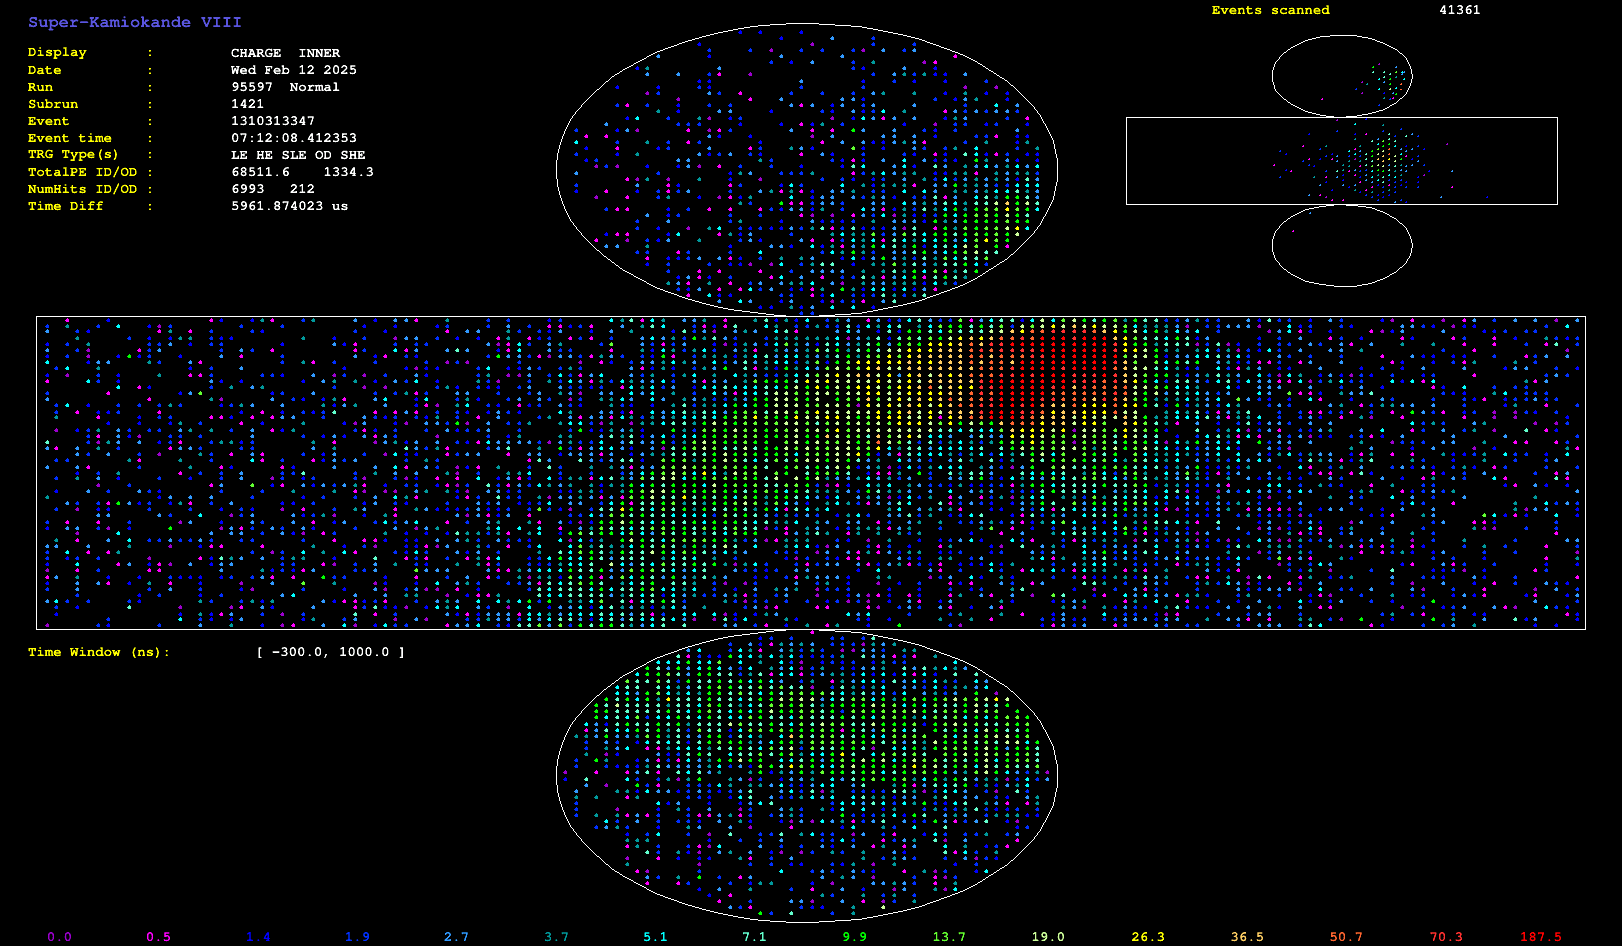 Super-Kamiokande VIII
Events scanned 41361
Display : CHARGE INNER
Date : Wed Feb 12 2025
Run : 95597 Normal
Subrun : 1421
Event : 1310313347
Event time : 07:12:08.412353
TRG Type(s) : LE HE SLE OD SHE
TotalPE ID/OD : 68511.6 1334.3
NumHits ID/OD : 6993 212
Time Diff : 5961.874023 us
Time Window (ns): [ -300.0, 1000.0 ]
0.0 0.5 1.4 1.9 2.7 3.7 5.1 7.1 9.9 13.7 19.0 26.3 36.5 50.7 70.3 187.5